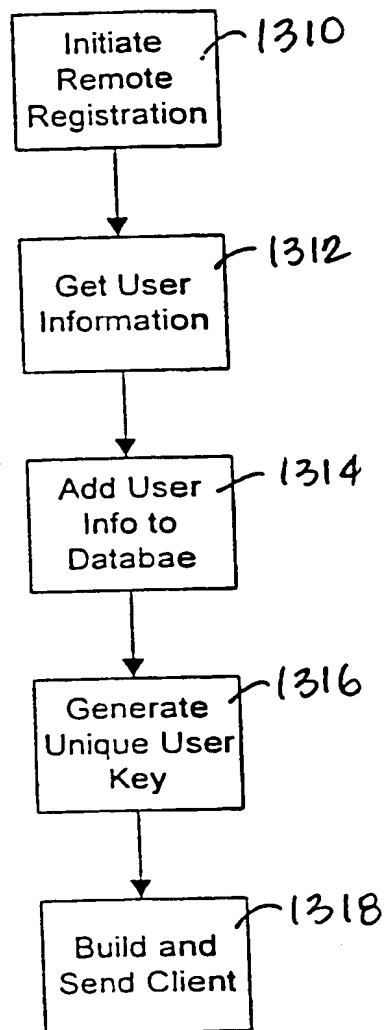 Initiate
Remote
Registration
1310
Get User
Information
1312
Add User
Info to
Databae
1314
Generate
Unique User
Key
1316
Build and
Send Client
1318